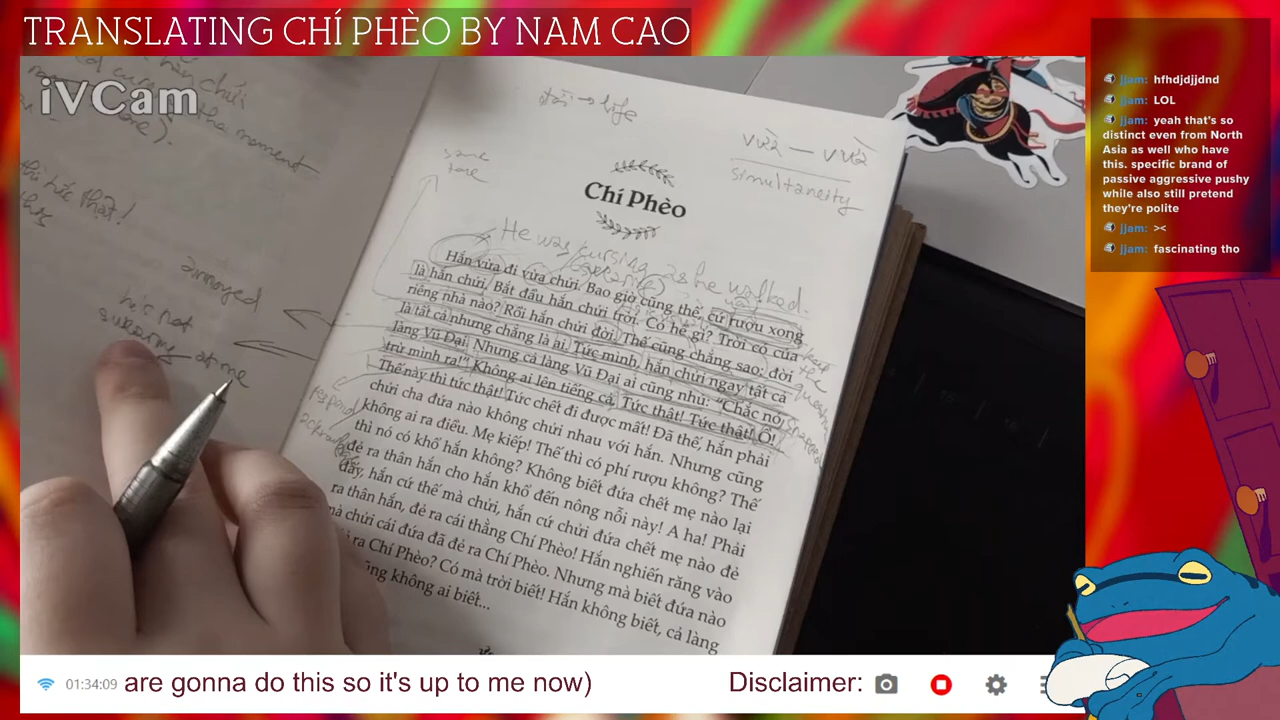 TRANSLATING CHÍ PHÈO BY NAM CAO
iVCam
chửi
moment
thì tức thật!
annoyed
he's not
swearing at me
đời → life
vừa — vừa
simultaneity
same
tone
Chí Phèo
He was cursing as he walked.
Hắn vừa đi vừa chửi. Bao giờ cũng thế, cứ rượu xong
là hắn chửi. Bắt đầu hắn chửi trời. Có hề gì? Trời có của
riêng nhà nào? Rồi hắn chửi đời. Thế cũng chẳng sao: đời
là tất cả nhưng chẳng là ai. Tức mình, hắn chửi ngay tất cả
làng Vũ Đại. Nhưng cả làng Vũ Đại ai cũng nhủ: "Chắc nó
trừ mình ra!" Không ai lên tiếng cả. Tức thật! Tức thật! Ồ!
Thế này thì tức thật! Tức chết đi được mất! Đã thế, hắn phải
chửi cha đứa nào không chửi nhau với hắn. Nhưng cũng
không ai ra điều. Mẹ kiếp! Thế thì có phí rượu không? Thế
thì nó có khổ hắn không? Không biết đứa chết mẹ nào lại
đẻ ra thân hắn cho hắn khổ đến nông nỗi này! A ha! Phải
đấy, hắn cứ thế mà chửi, hắn cứ chửi đứa chết mẹ nào đẻ
ra thân hắn, đẻ ra cái thằng Chí Phèo! Hắn nghiến răng vào
mà chửi cái đứa đã đẻ ra Chí Phèo. Nhưng mà biết đứa nào
ra Chí Phèo? Có mà trời biết! Hắn không biết, cả làng
không ai biết...
respond
01:34:09 are gonna do this so it's up to me now) Disclaimer:
jjam: hfhdjdjjdnd
jjam: LOL
jjam: yeah that's so
distinct even from North
Asia as well who have
this. specific brand of
passive aggressive pushy
while also still pretend
they're polite
jjam: ><
jjam: fascinating tho